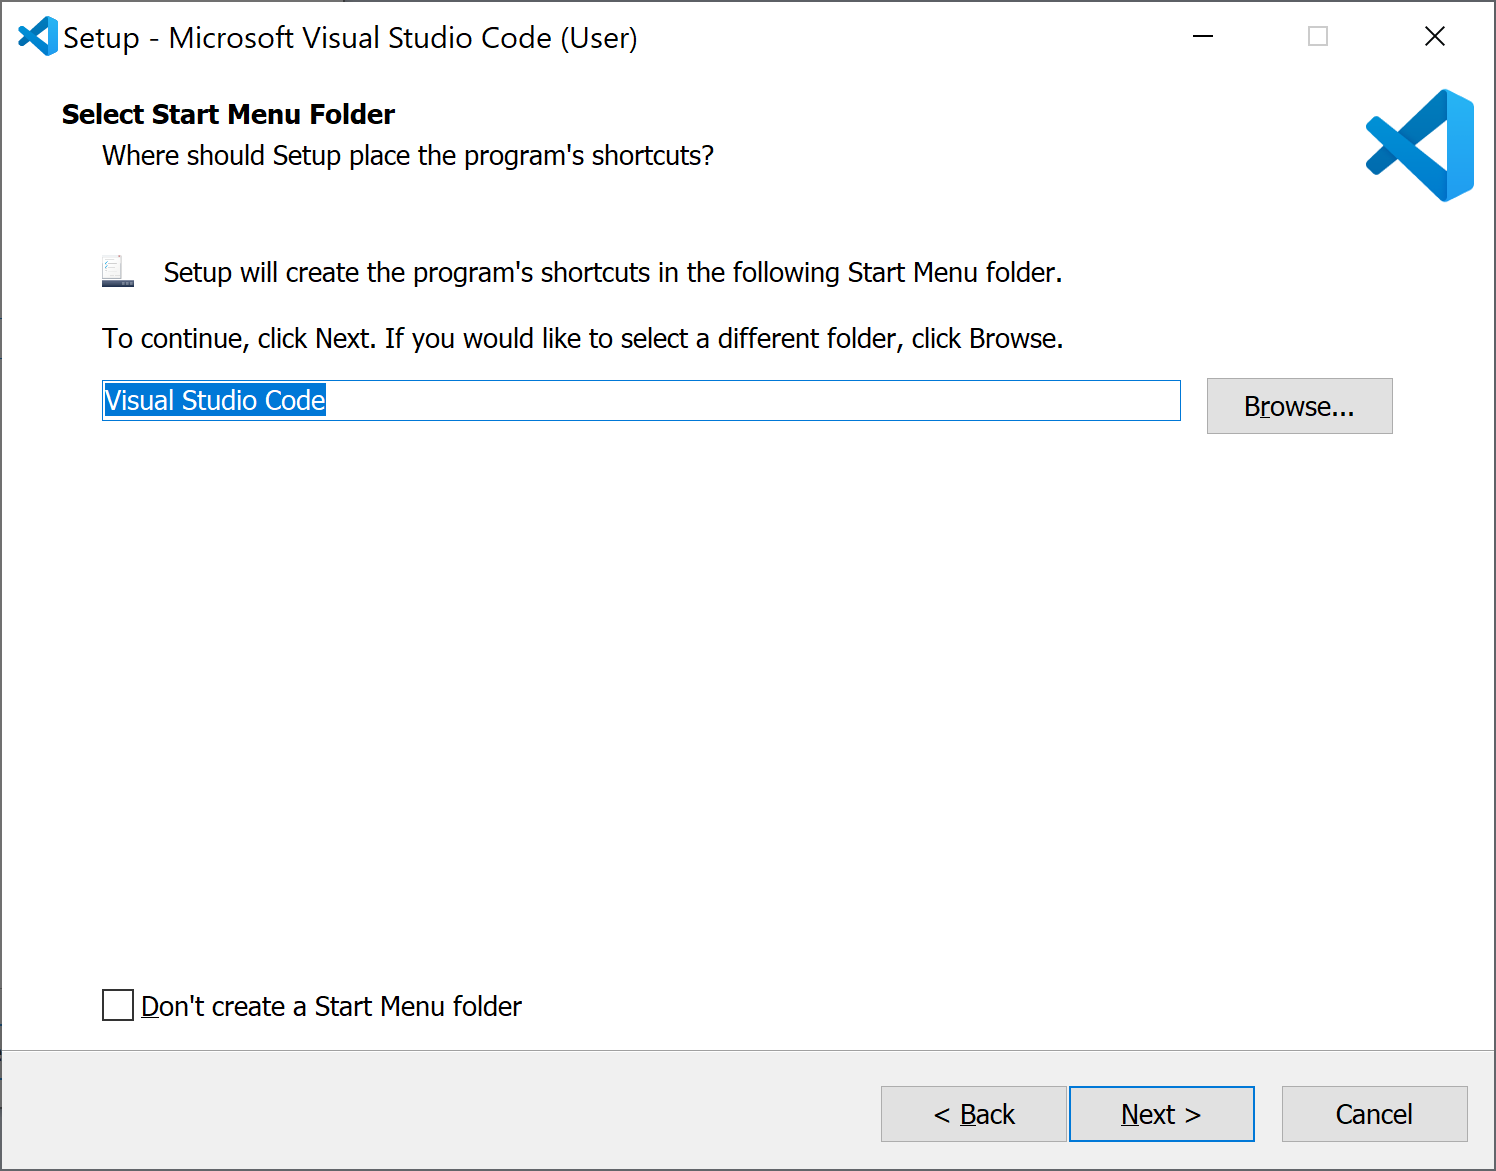 Setup - Microsoft Visual Studio Code (User)
Select Start Menu Folder
Where should Setup place the program's shortcuts?
Setup will create the program's shortcuts in the following Start Menu folder.
To continue, click Next. If you would like to select a different folder, click Browse.
Visual Studio Code
Browse...
Don't create a Start Menu folder
< Back
Next >
Cancel